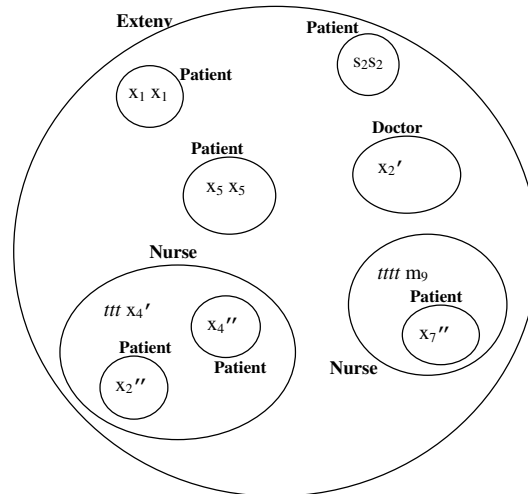 Exteny
Patient
s₂s₂
Patient
x₁ x₁
Doctor
x₂′
Patient
x₅ x₅
Nurse
ttt x₄′
x₄″
Patient
Patient
x₂″
tttt m₉
Patient
x₇″
Nurse